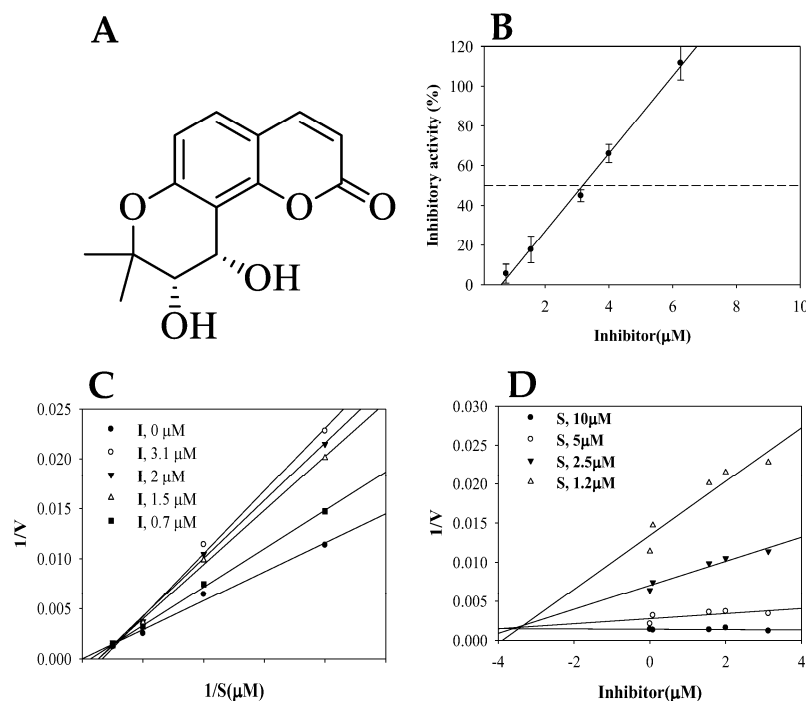 A
O
O
O
OH
OH
B
Inhibitory activity (%)
120
100
80
60
40
20
0
2
4
6
8
10
Inhibitor(μM)
C
1/V
0.025
0.020
0.015
0.010
0.005
0.000
I, 0 μM
I, 3.1 μM
I, 2 μM
I, 1.5 μM
I, 0.7 μM
1/S(μM)
D
1/V
0.030
0.025
0.020
0.015
0.010
0.005
0.000
S, 10μM
S, 5μM
S, 2.5μM
S, 1.2μM
-4
-2
0
2
4
Inhibitor(μM)